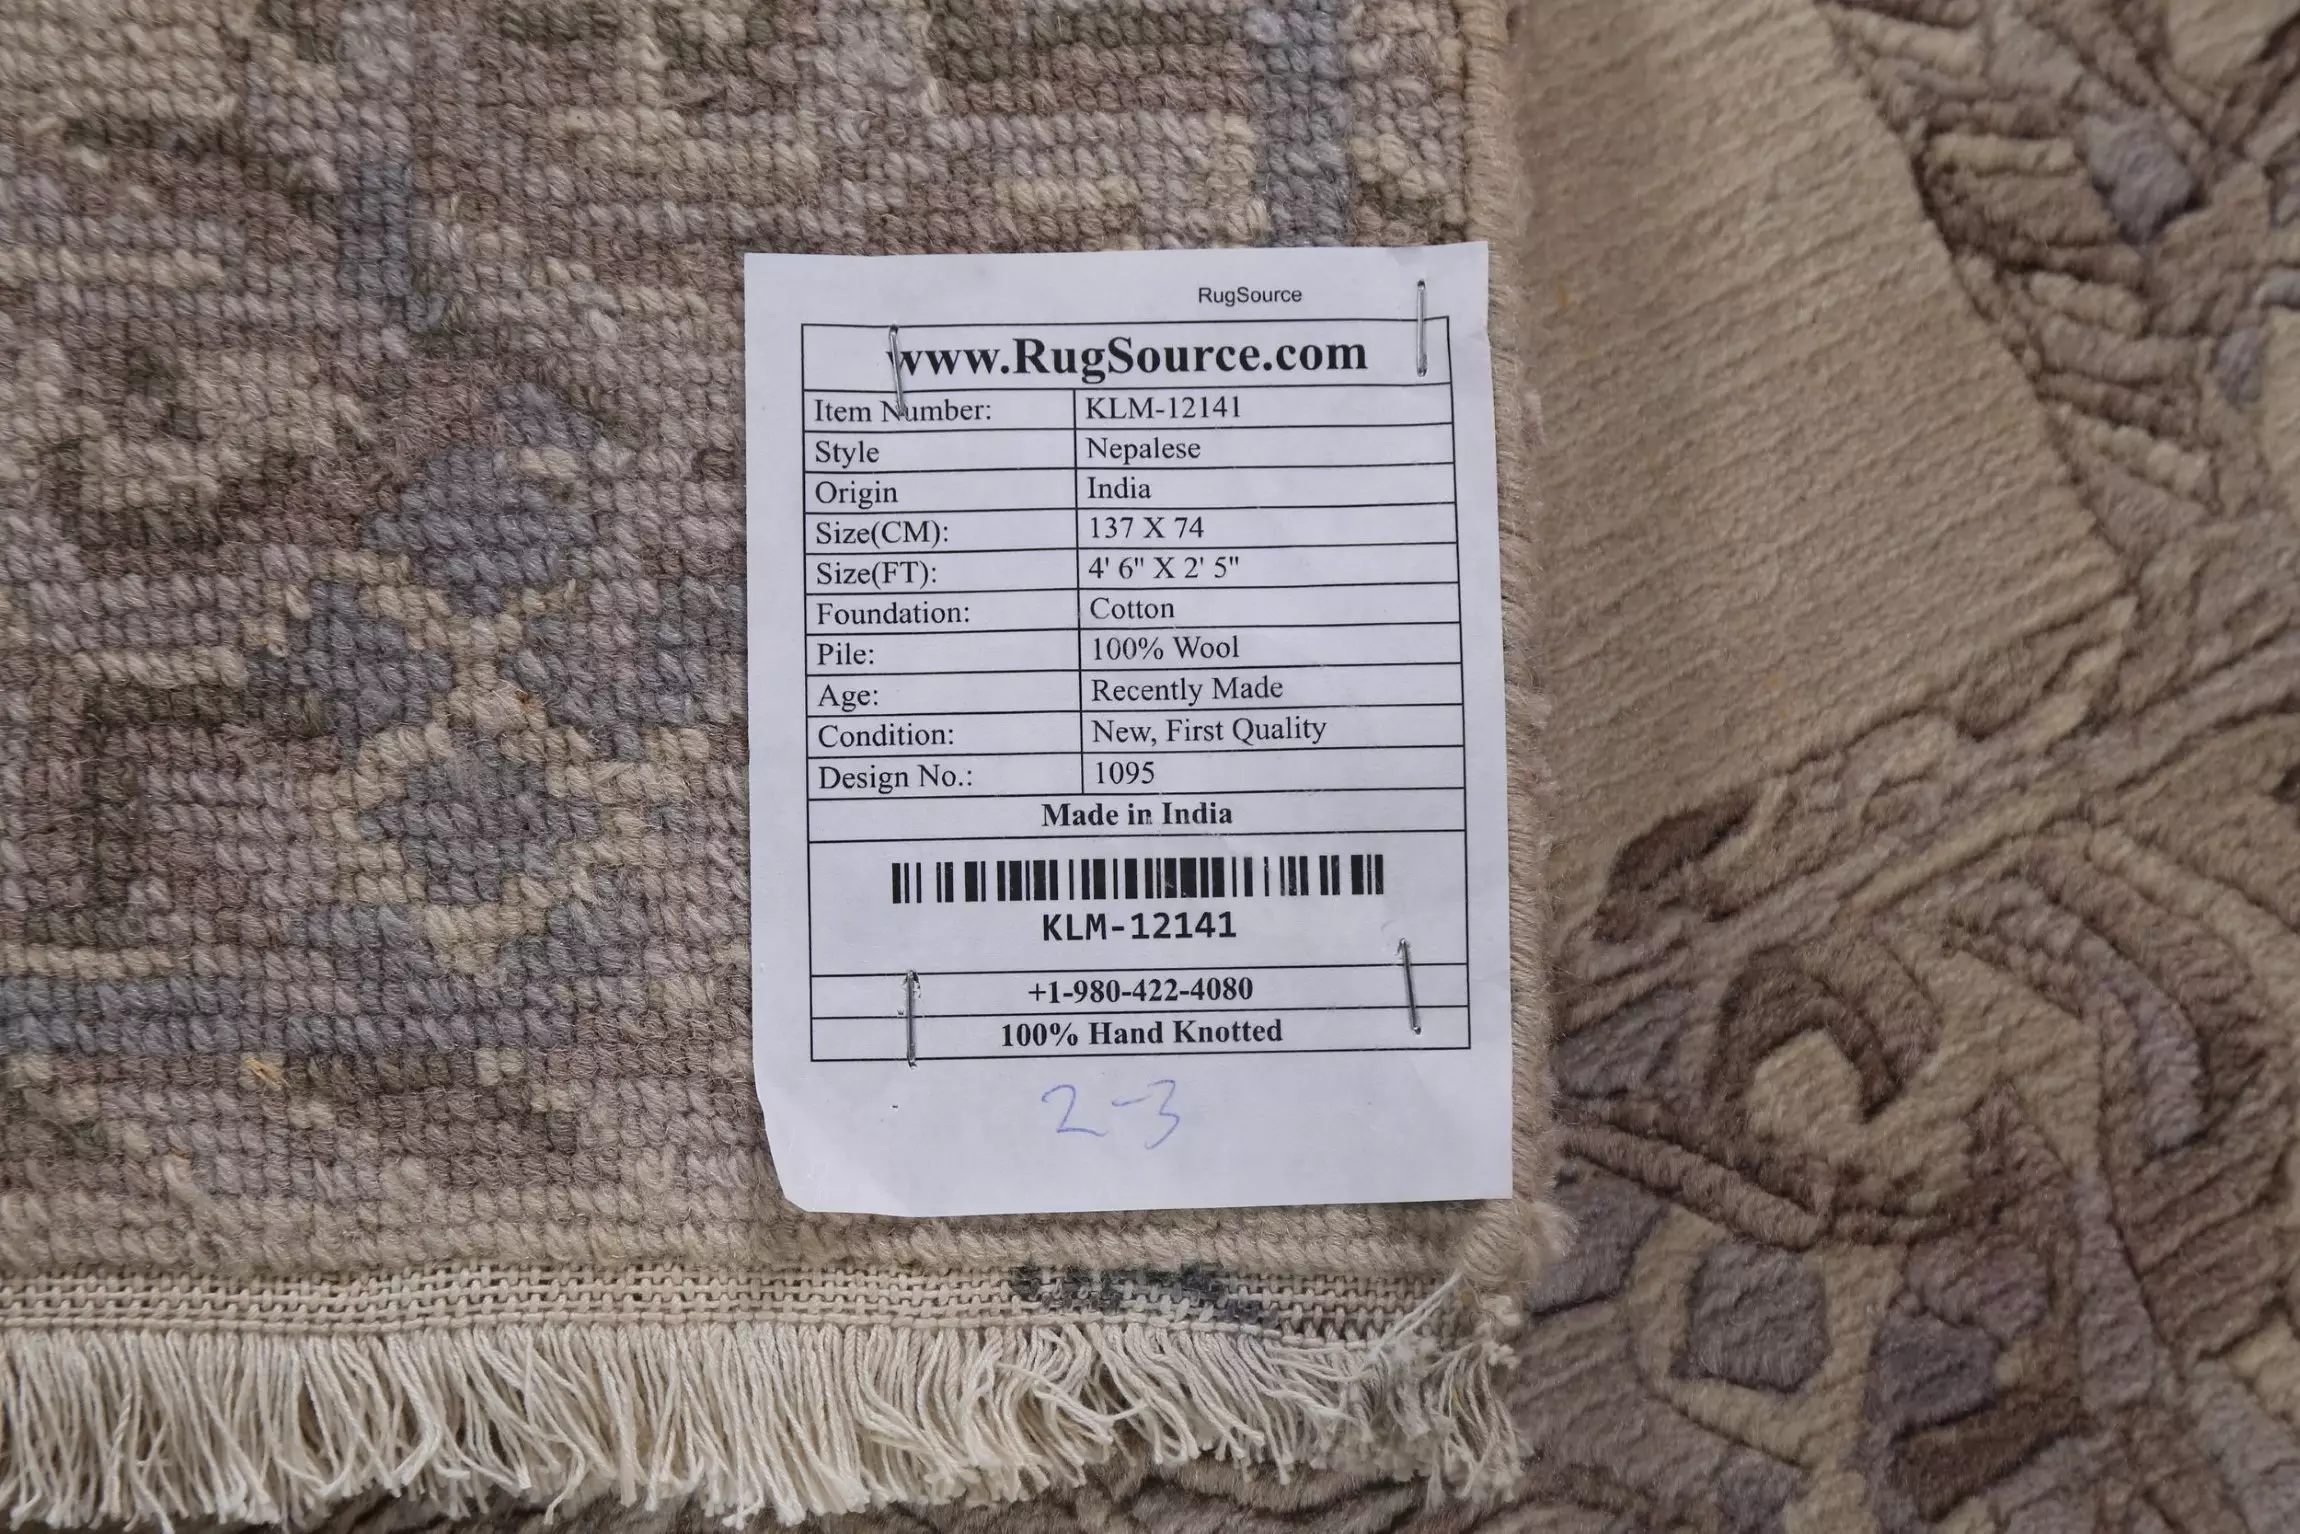 RugSource
www.RugSource.com
Item Number: KLM-12141
Style Nepalese
Origin India
Size(CM): 137 X 74
Size(FT): 4' 6" X 2' 5"
Foundation: Cotton
Pile: 100% Wool
Age: Recently Made
Condition: New, First Quality
Design No.: 1095
Made in India
KLM-12141
+1-980-422-4080
100% Hand Knotted
2-3